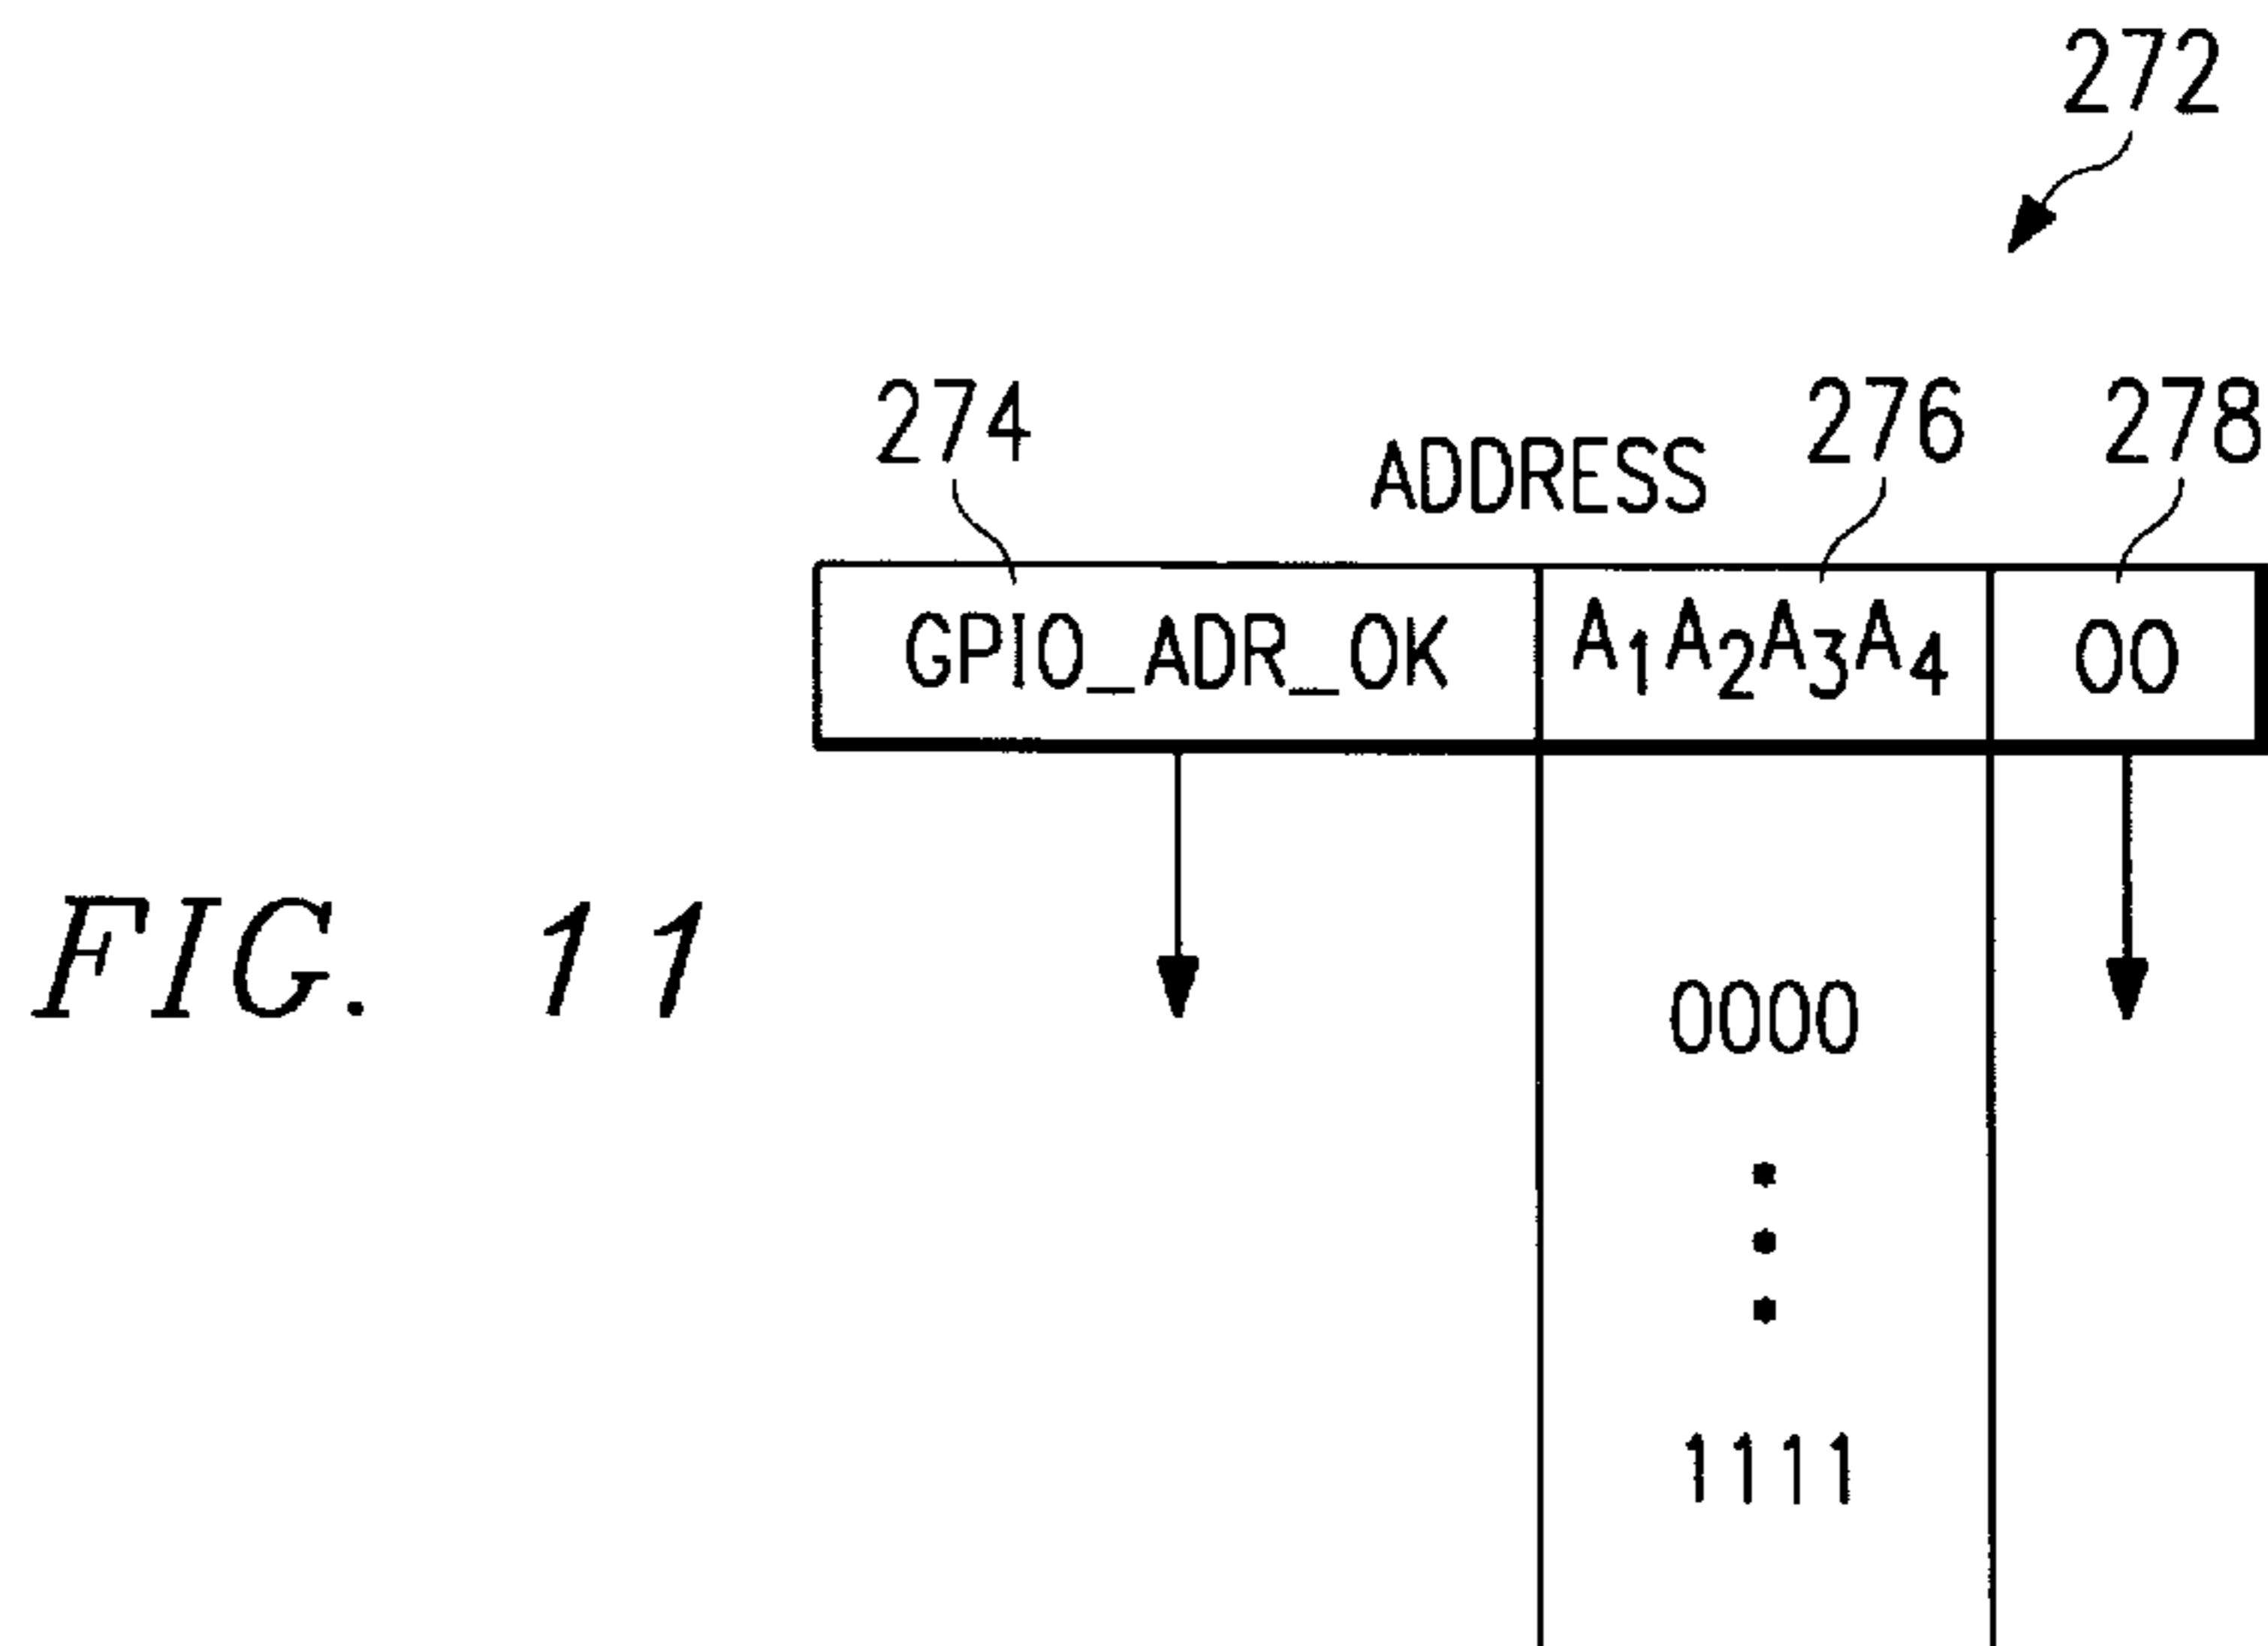 272
274 ADDRESS 276 278
GPIO_ADR_OK A1A2A3A4 00
FIG. 11
0000
1111